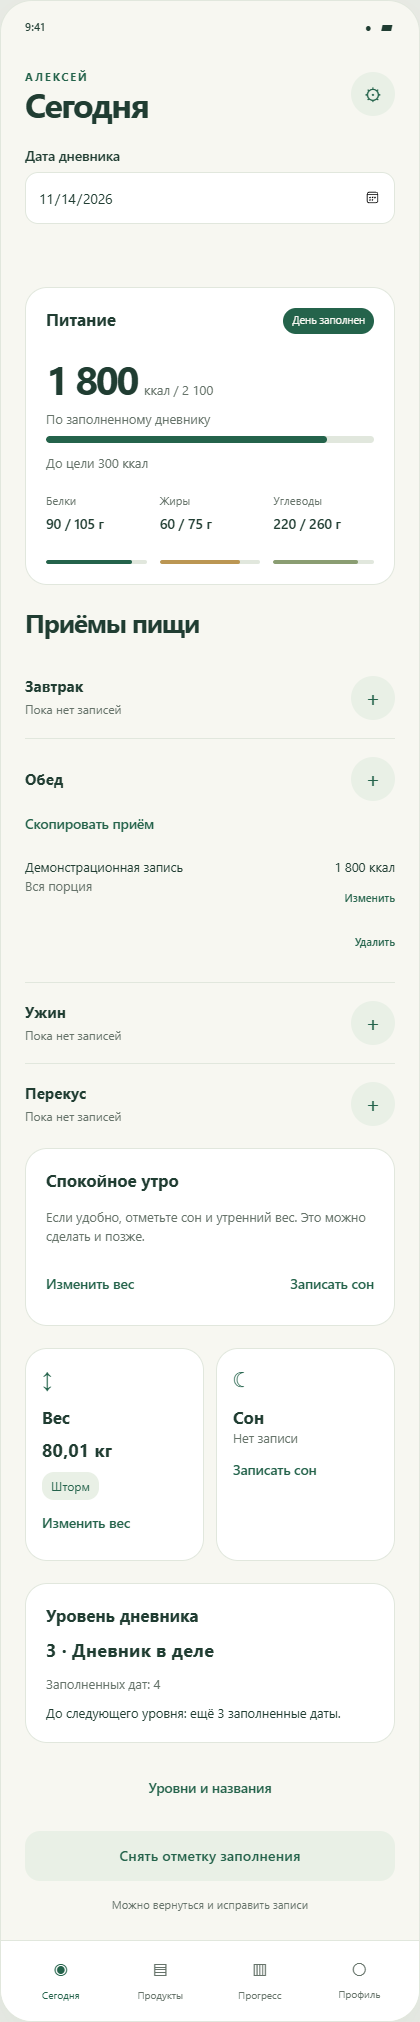 9:41
АЛЕКСЕЙ
Сегодня
Дата дневника
11/14/2026
Питание
День заполнен
1 800 ккал / 2 100
По заполненному дневнику
До цели 300 ккал
Белки Жиры Углеводы
90 / 105 г 60 / 75 г 220 / 260 г
Приёмы пищи
Завтрак
Пока нет записей
+
Обед
+
Скопировать приём
Демонстрационная запись 1 800 ккал
Вся порция
Изменить
Удалить
Ужин
Пока нет записей
+
Перекус
Пока нет записей
+
Спокойное утро
Если удобно, отметьте сон и утренний вес. Это можно
сделать и позже.
Изменить вес Записать сон
Вес
80,01 кг
Шторм
Изменить вес
Сон
Нет записи
Записать сон
Уровень дневника
3 · Дневник в деле
Заполненных дат: 4
До следующего уровня: ещё 3 заполненные даты.
Уровни и названия
Снять отметку заполнения
Можно вернуться и исправить записи
Сегодня Продукты Прогресс Профиль